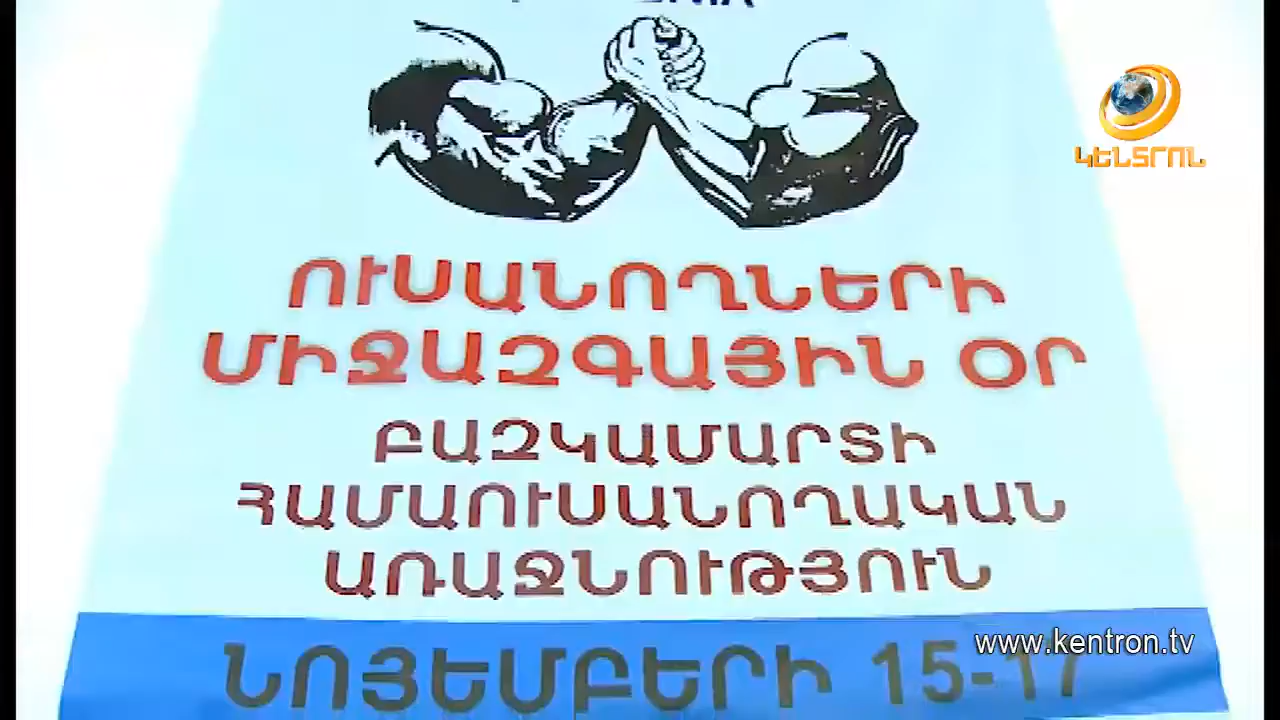 ԿԵՆՏՐՈՆ
ՈՒՍԱՆՈՂՆԵՐԻ
ՄԻՋԱԶԳԱՅԻՆ ՕՐ
ԲԱԶԿԱՄԱՐՏԻ
ՀԱՄԱՈՒՍԱՆՈՂԱԿԱՆ
ԱՌԱՋՆՈՒԹՅՈՒՆ
www.kentron.tv
ՆՈՅԵՄԲԵՐԻ 15-17